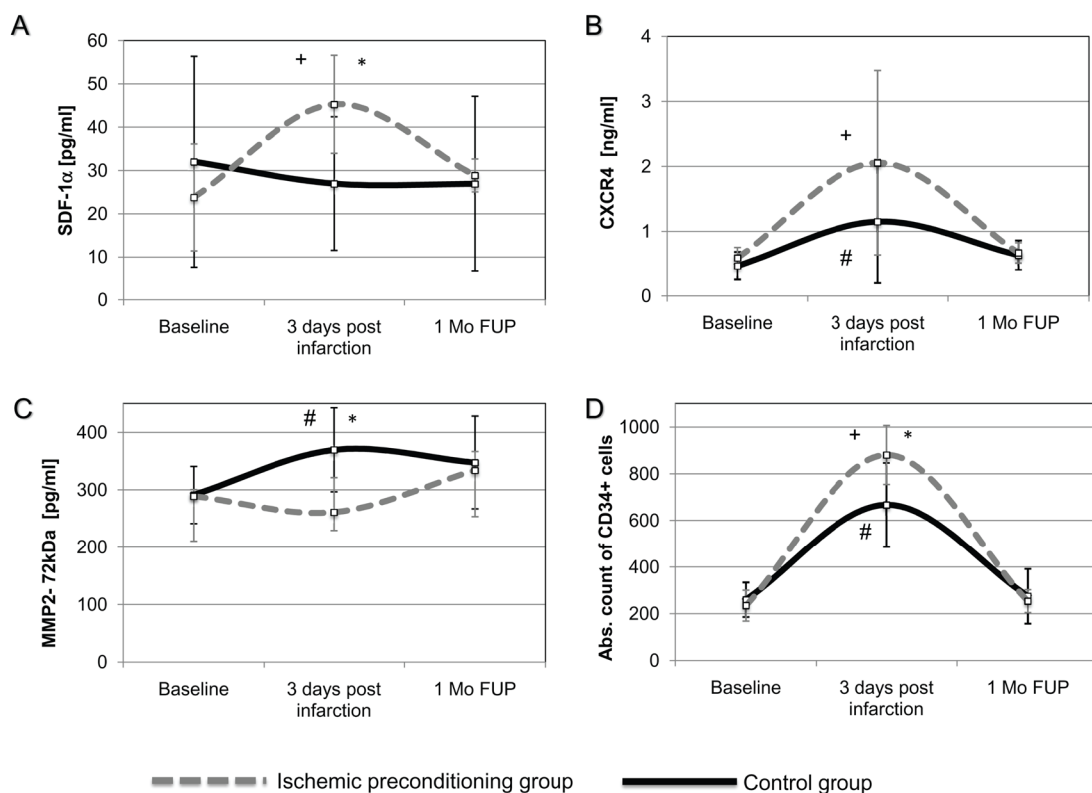 A
SDF-1α [pg/ml]
60
50
40
30
20
10
0
+ *
Baseline
3 days post
infarction
1 Mo FUP
B
CXCR4 [ng/ml]
4
3
2
1
0
+
#
Baseline
3 days post
infarction
1 Mo FUP
C
MMP2- 72kDa [pg/ml]
400
300
200
100
0
# *
Baseline
3 days post
infarction
1 Mo FUP
D
Abs. count of CD34+ cells
1000
800
600
400
200
0
+ *
#
Baseline
3 days post
infarction
1 Mo FUP
Ischemic preconditioning group
Control group